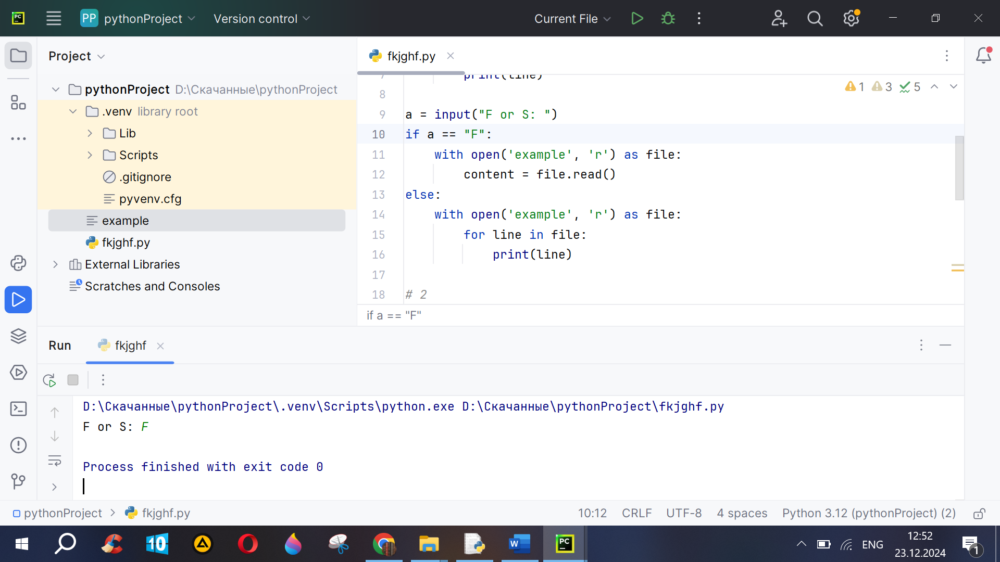 PC
PP pythonProject Version control Current File
Project
fkjghf.py
pythonProject D:\Скачанные\pythonProject
.venv library root
Lib
Scripts
.gitignore
pyvenv.cfg
example
fkjghf.py
External Libraries
Scratches and Consoles
1 3 5
7 print(line)
8
9 a = input("F or S: ")
10 if a == "F":
11 with open('example', 'r') as file:
12 content = file.read()
13 else:
14 with open('example', 'r') as file:
15 for line in file:
16 print(line)
17
18 # 2
if a == "F"
Run fkjghf
D:\Скачанные\pythonProject\.venv\Scripts\python.exe D:\Скачанные\pythonProject\fkjghf.py
F or S: F
Process finished with exit code 0
pythonProject fkjghf.py 10:12 CRLF UTF-8 4 spaces Python 3.12 (pythonProject) (2)
10 W PC ENG 12:52
23.12.2024
1